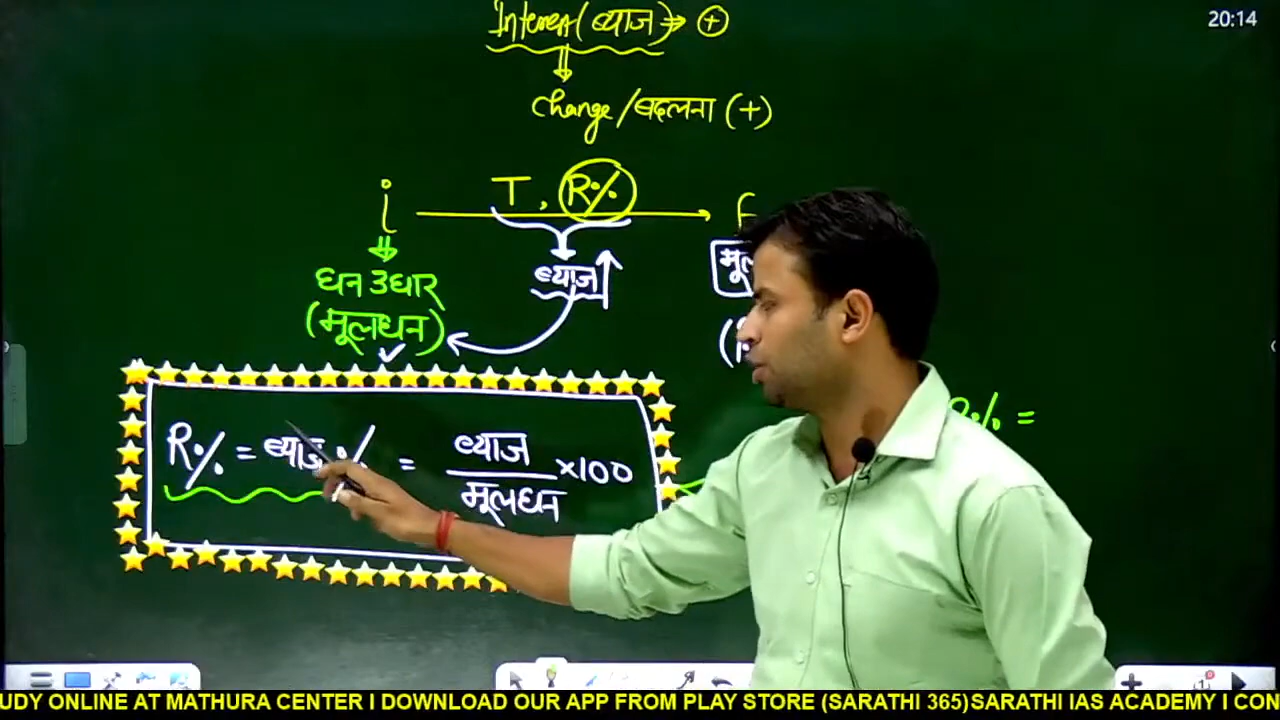 20:14
Interest (ब्याज) ⇒ +
Change/बदलना (+)
i T, R%
धन उधार
(मूलधन)
ब्याज
R% = % = ब्याज/मूलधन ×100
R% =
UDY ONLINE AT MATHURA CENTER I DOWNLOAD OUR APP FROM PLAY STORE (SARATHI 365)SARATHI IAS ACADEMY I CON